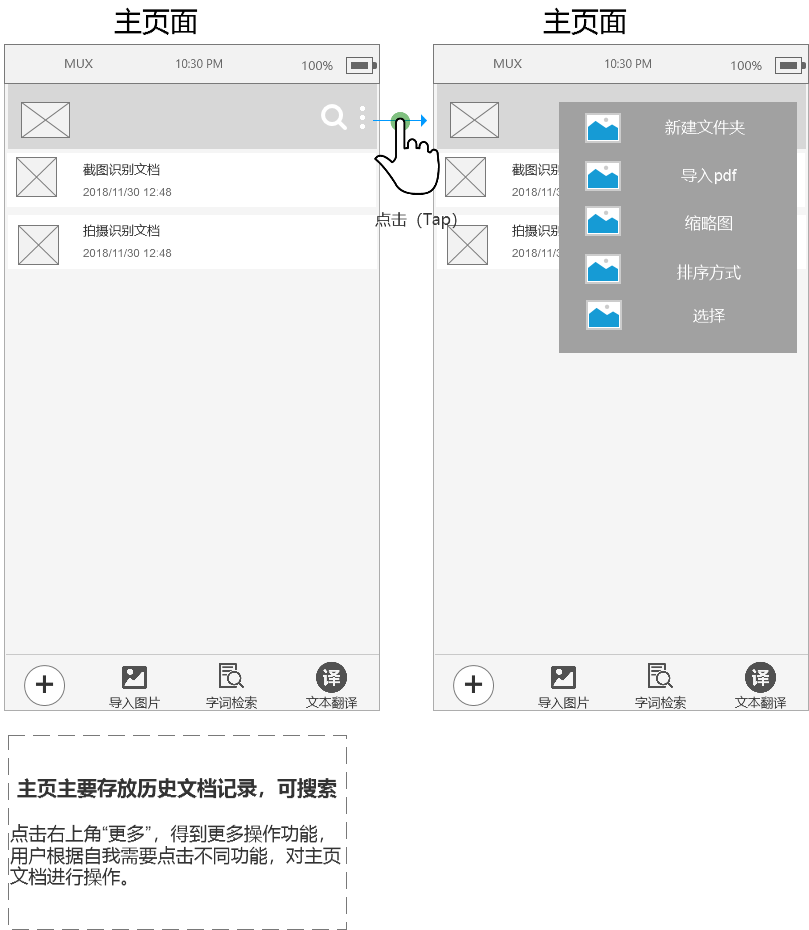 主页面
MUX 10:30 PM 100%
截图识别文档
2018/11/30 12:48
拍摄识别文档
2018/11/30 12:48
导入图片 字词检索 译 文本翻译
点击（Tap）
主页面
MUX 10:30 PM 100%
截图识别
2018/11/3
拍摄识别
2018/11/3
新建文件夹
导入pdf
缩略图
排序方式
选择
导入图片 字词检索 译 文本翻译
主页主要存放历史文档记录，可搜索
点击右上角“更多”，得到更多操作功能，
用户根据自我需要点击不同功能，对主页
文档进行操作。